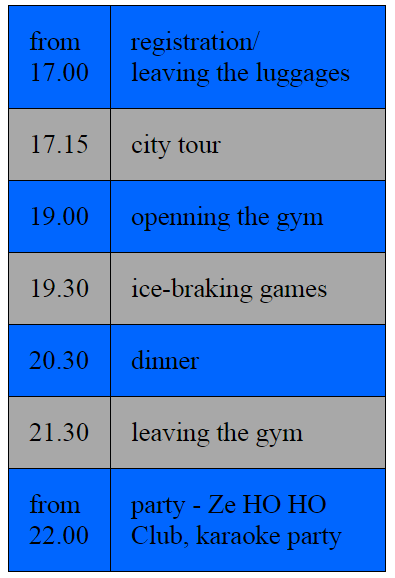 from registration/
17.00 leaving the luggages
17.15 city tour
19.00 openning the gym
19.30 ice-braking games
20.30 dinner
21.30 leaving the gym
from party - Ze HO HO
22.00 Club, karaoke party